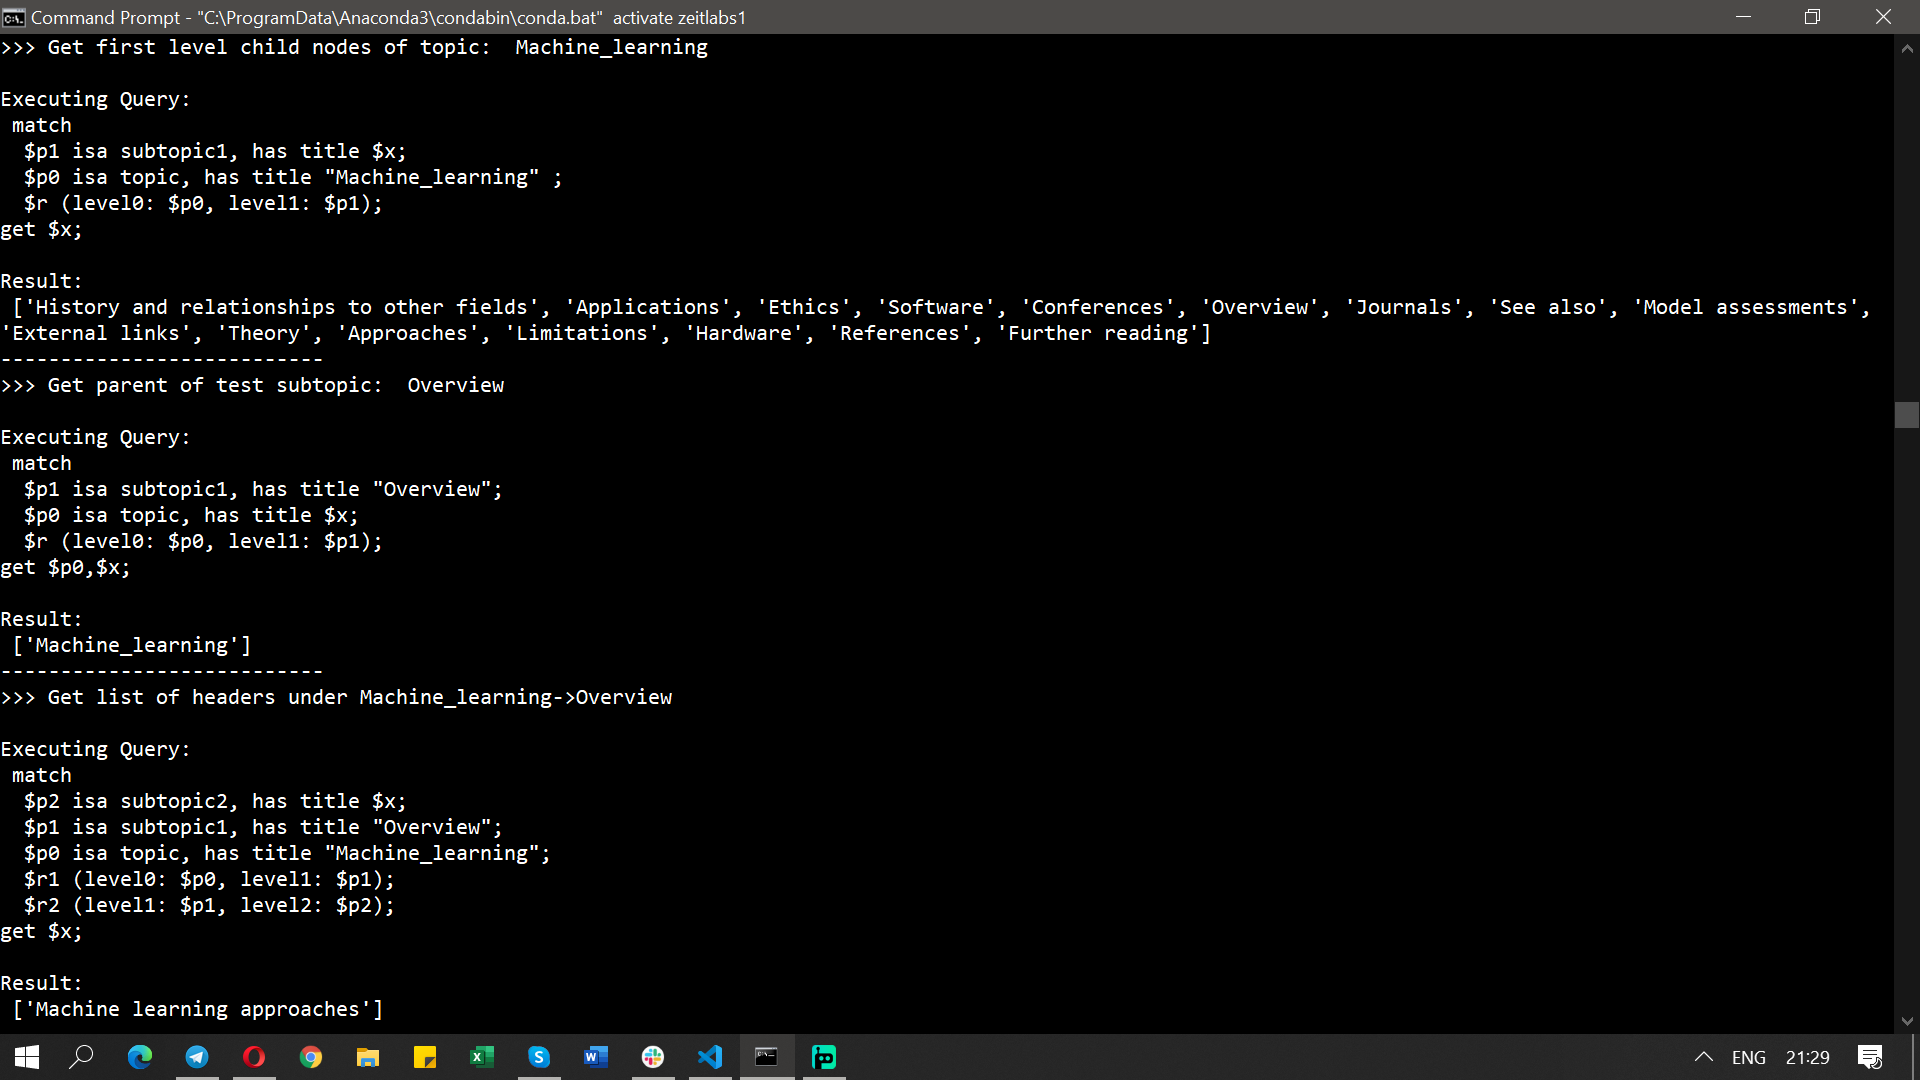 Command Prompt - "C:\ProgramData\Anaconda3\condabin\conda.bat"  activate zeitlabs1
>>> Get first level child nodes of topic:  Machine_learning
Executing Query:
 match
  $p1 isa subtopic1, has title $x;
  $p0 isa topic, has title "Machine_learning" ;
  $r (level0: $p0, level1: $p1);
get $x;
Result:
 ['History and relationships to other fields', 'Applications', 'Ethics', 'Software', 'Conferences', 'Overview', 'Journals', 'See also', 'Model assessments',
'External links', 'Theory', 'Approaches', 'Limitations', 'Hardware', 'References', 'Further reading']
---------------------------
>>> Get parent of test subtopic:  Overview
Executing Query:
 match
  $p1 isa subtopic1, has title "Overview";
  $p0 isa topic, has title $x;
  $r (level0: $p0, level1: $p1);
get $p0,$x;
Result:
 ['Machine_learning']
---------------------------
>>> Get list of headers under Machine_learning->Overview
Executing Query:
 match
  $p2 isa subtopic2, has title $x;
  $p1 isa subtopic1, has title "Overview";
  $p0 isa topic, has title "Machine_learning";
  $r1 (level0: $p0, level1: $p1);
  $r2 (level1: $p1, level2: $p2);
get $x;
Result:
 ['Machine learning approaches']
ENG 21:29